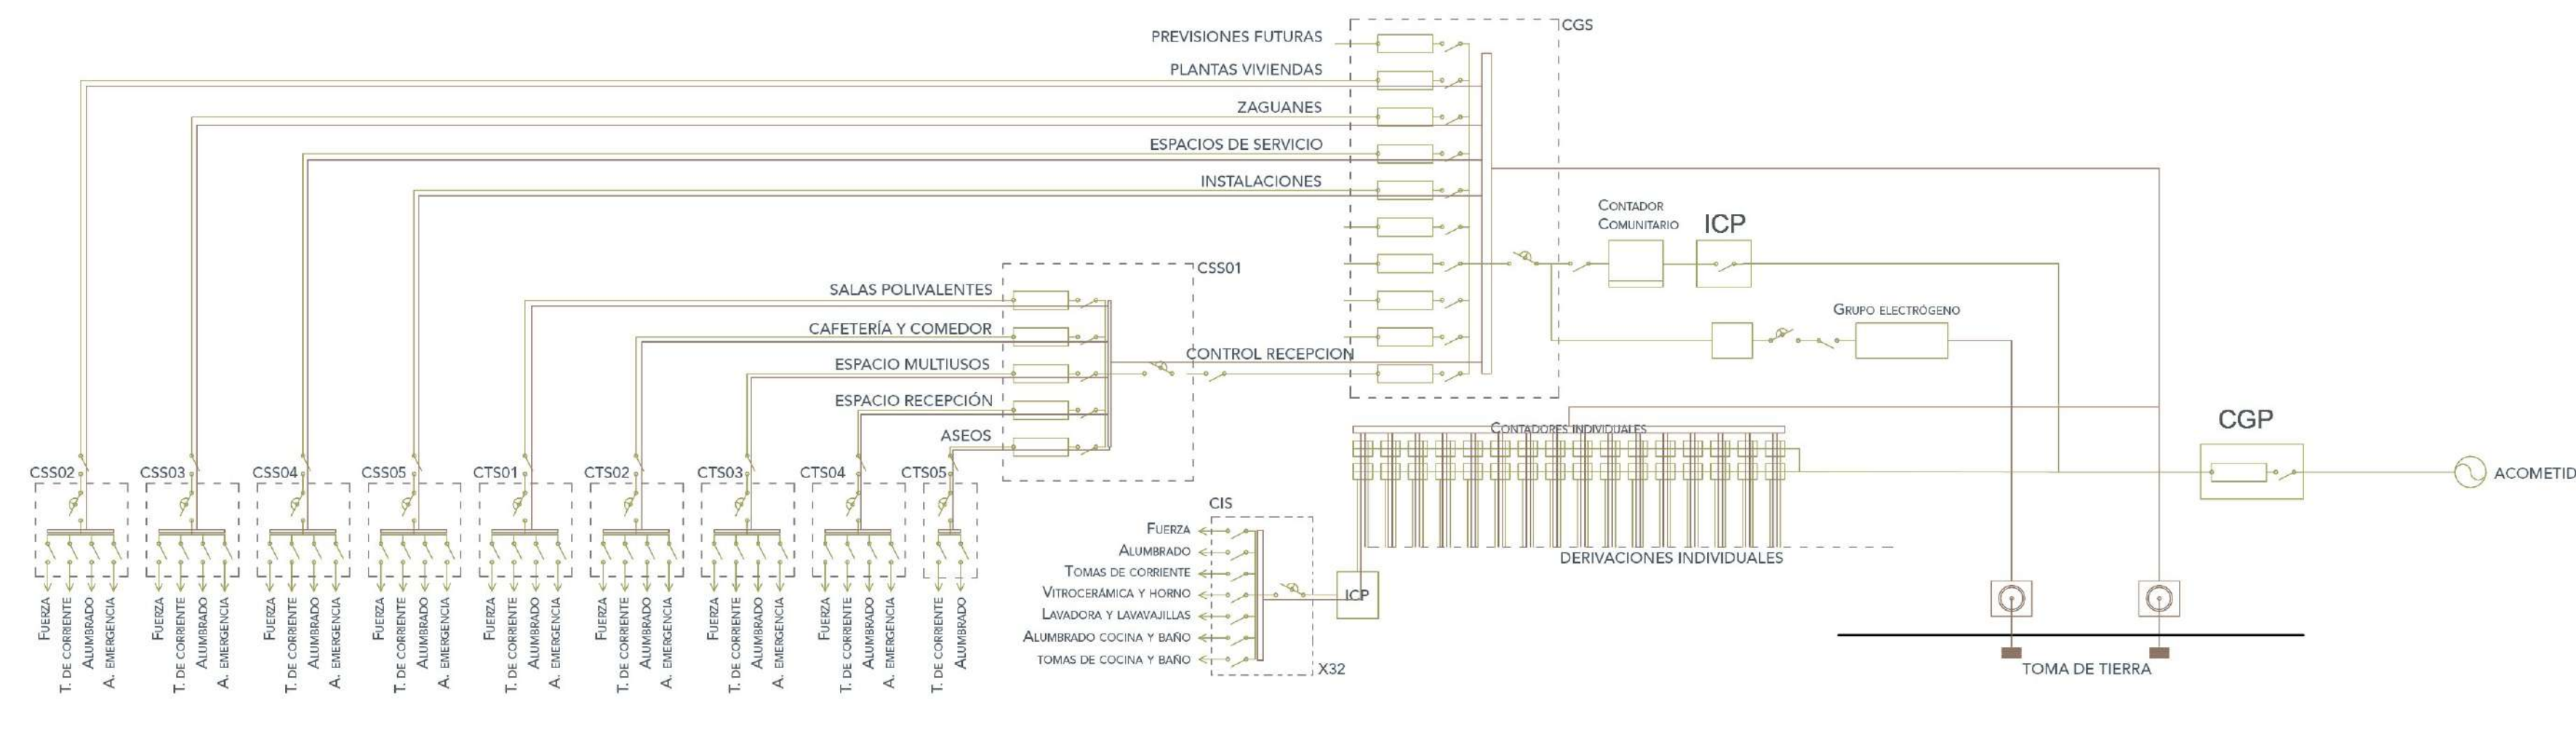 CGS
PREVISIONES FUTURAS
PLANTAS VIVIENDAS
ZAGUANES
ESPACIOS DE SERVICIO
INSTALACIONES
CONTADOR
COMUNITARIO
ICP
CSS01
SALAS POLIVALENTES
CAFETERÍA Y COMEDOR
ESPACIO MULTIUSOS
ESPACIO RECEPCIÓN
ASEOS
CONTROL RECEPCION
GRUPO ELECTRÓGENO
CGP
ACOMETID
CONTADORES INDIVIDUALES
DERIVACIONES INDIVIDUALES
CSS02
CSS03
CSS04
CSS05
CTS01
CTS02
CTS03
CTS04
CTS05
FUERZA
T. DE CORRIENTE
ALUMBRADO
A. EMERGENCIA
FUERZA
T. DE CORRIENTE
ALUMBRADO
A. EMERGENCIA
FUERZA
T. DE CORRIENTE
ALUMBRADO
A. EMERGENCIA
FUERZA
T. DE CORRIENTE
ALUMBRADO
A. EMERGENCIA
FUERZA
T. DE CORRIENTE
ALUMBRADO
A. EMERGENCIA
FUERZA
T. DE CORRIENTE
ALUMBRADO
A. EMERGENCIA
FUERZA
T. DE CORRIENTE
ALUMBRADO
A. EMERGENCIA
FUERZA
T. DE CORRIENTE
ALUMBRADO
A. EMERGENCIA
T. DE CORRIENTE
ALUMBRADO
CIS
FUERZA
ALUMBRADO
TOMAS DE CORRIENTE
VITROCERÁMICA Y HORNO
LAVADORA Y LAVAVAJILLAS
ALUMBRADO COCINA Y BAÑO
TOMAS DE COCINA Y BAÑO
X32
ICP
TOMA DE TIERRA